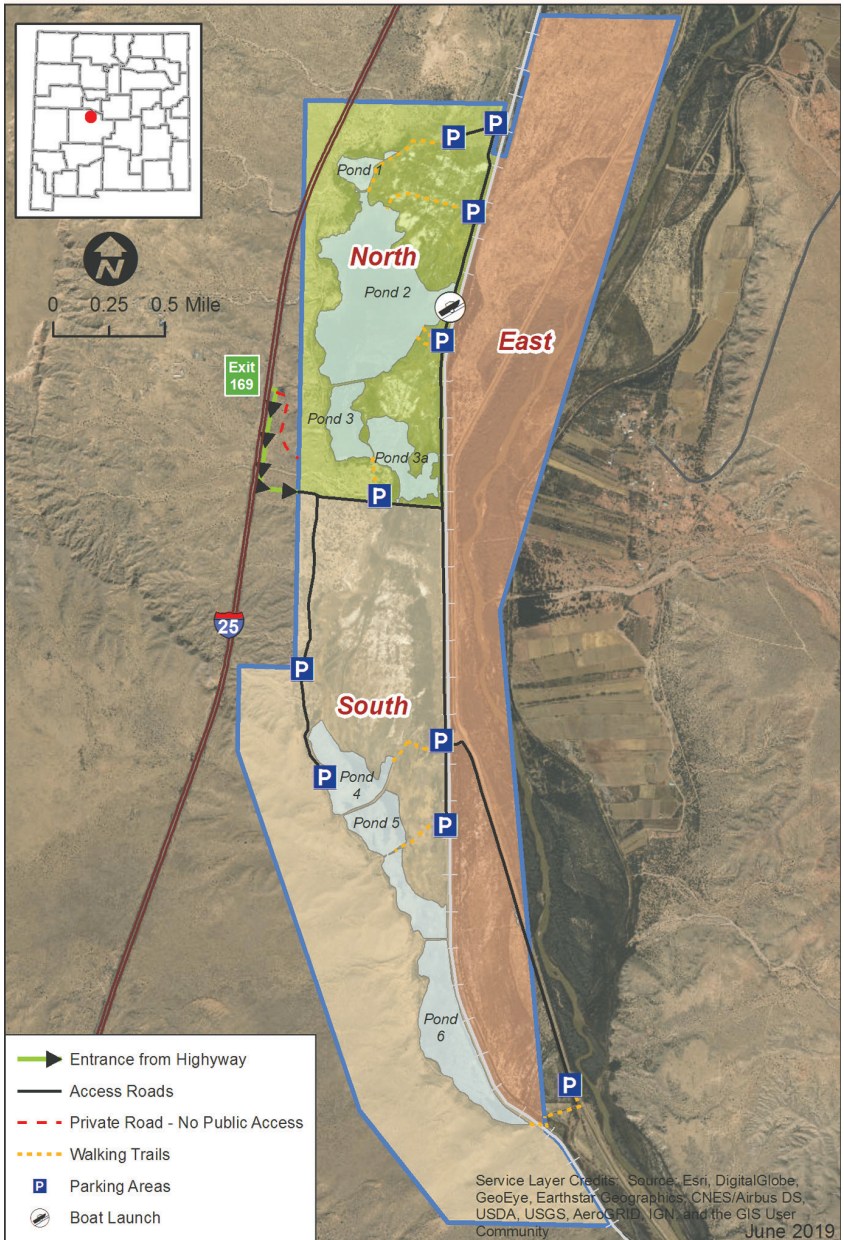 P
P
Pond 1
P
North
Pond 2
N
0 0.25 0.5 Mile
P
East
Exit
169
Pond 3
Pond 3a
P
25
P
South
P
P
Pond
4
Pond 5
P
Pond
6
P
Entrance from Highyway
Access Roads
Private Road - No Public Access
Walking Trails
P Parking Areas
Boat Launch
Service Layer Credits: Source: Esri, DigitalGlobe,
GeoEye, Earthstar Geographics, CNES/Airbus DS,
USDA, USGS, AeroGRID, IGN, and the GIS User
Community
June 2019